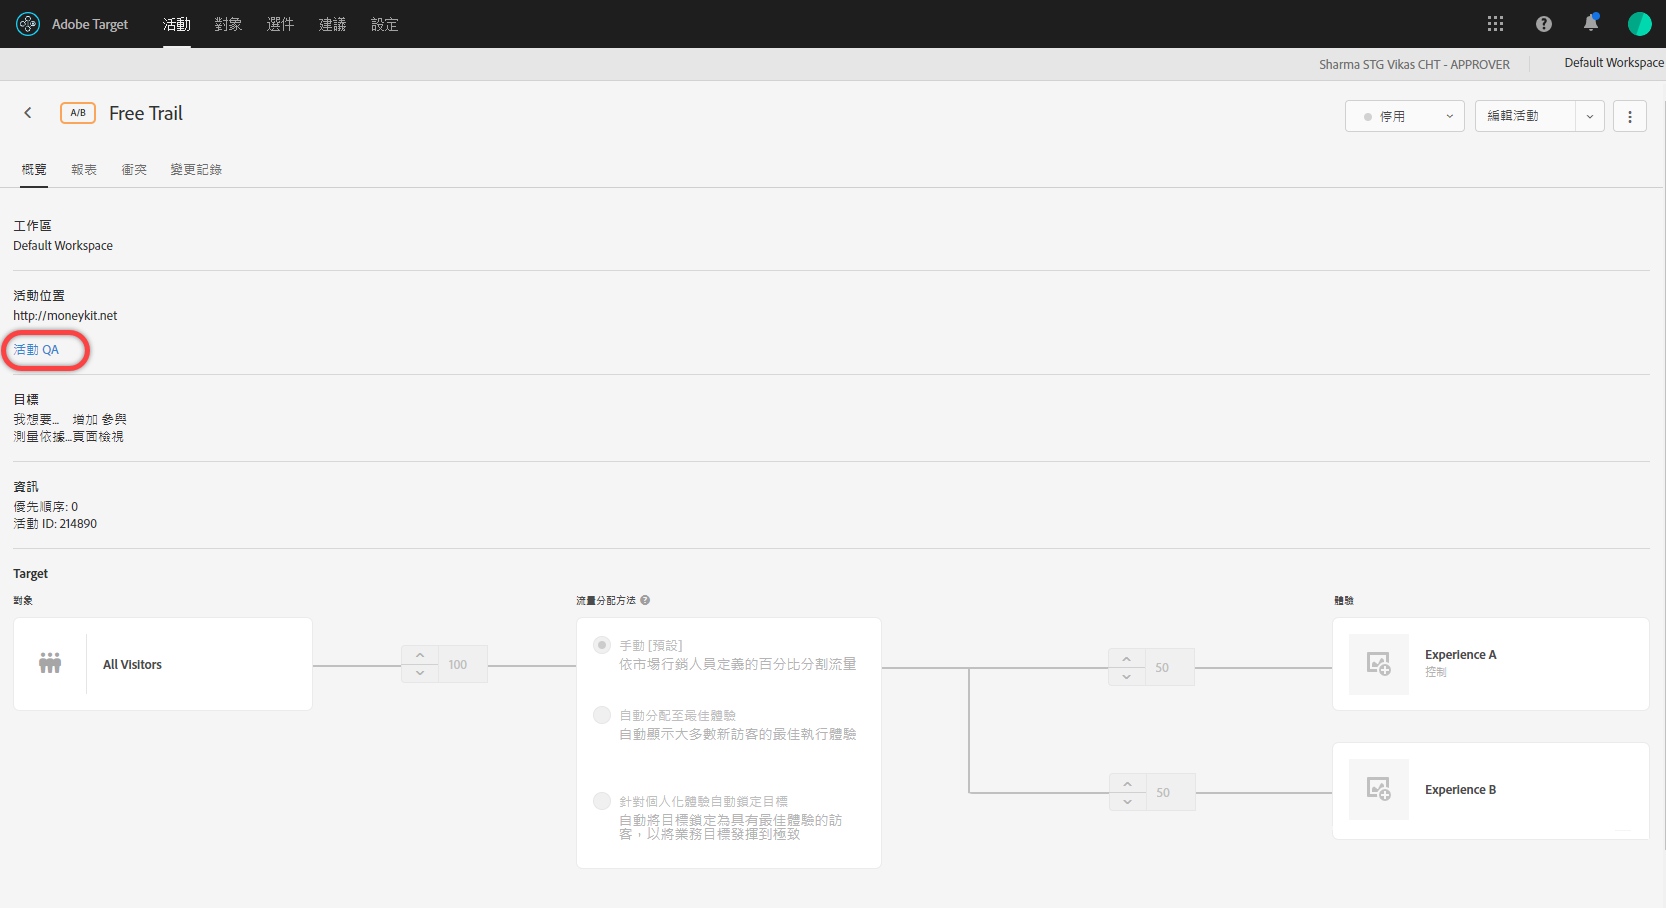 Adobe Target 活動 對象 選件 建議 設定
Sharma STG Vikas CHT - APPROVER Default Workspace
A/B Free Trail
停用 編輯活動
概覽 報表 衝突 變更記錄
工作區
Default Workspace
活動位置
http://moneykit.net
活動 QA
目標
我想要... 增加 參與
測量依據...頁面檢視
資訊
優先順序: 0
活動 ID: 214890
Target
對象 流量分配方法 體驗
All Visitors
100
手動 [預設]
依市場行銷人員定義的百分比分割流量
自動分配至最佳體驗
自動顯示大多數新訪客的最佳執行體驗
針對個人化體驗自動鎖定目標
自動將目標鎖定為具有最佳體驗的訪
客，以將業務目標發揮到極致
50
Experience A
控制
50
Experience B